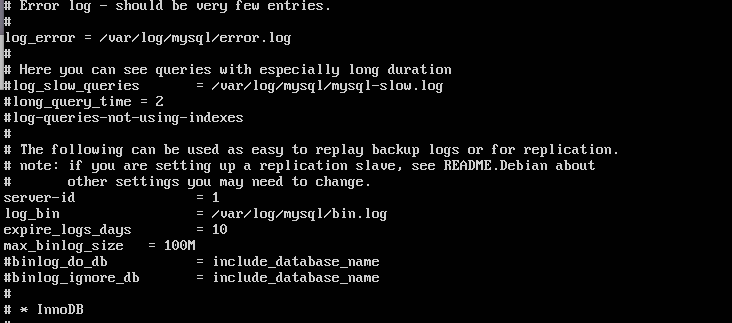 # Error log - should be very few entries.
#
log_error = /var/log/mysql/error.log
#
# Here you can see queries with especially long duration
#log_slow_queries       = /var/log/mysql/mysql-slow.log
#long_query_time = 2
#log-queries-not-using-indexes
#
# The following can be used as easy to replay backup logs or for replication.
# note: if you are setting up a replication slave, see README.Debian about
#       other settings you may need to change.
server-id               = 1
log_bin                 = /var/log/mysql/bin.log
expire_logs_days        = 10
max_binlog_size   = 100M
#binlog_do_db           = include_database_name
#binlog_ignore_db       = include_database_name
#
# * InnoDB
#